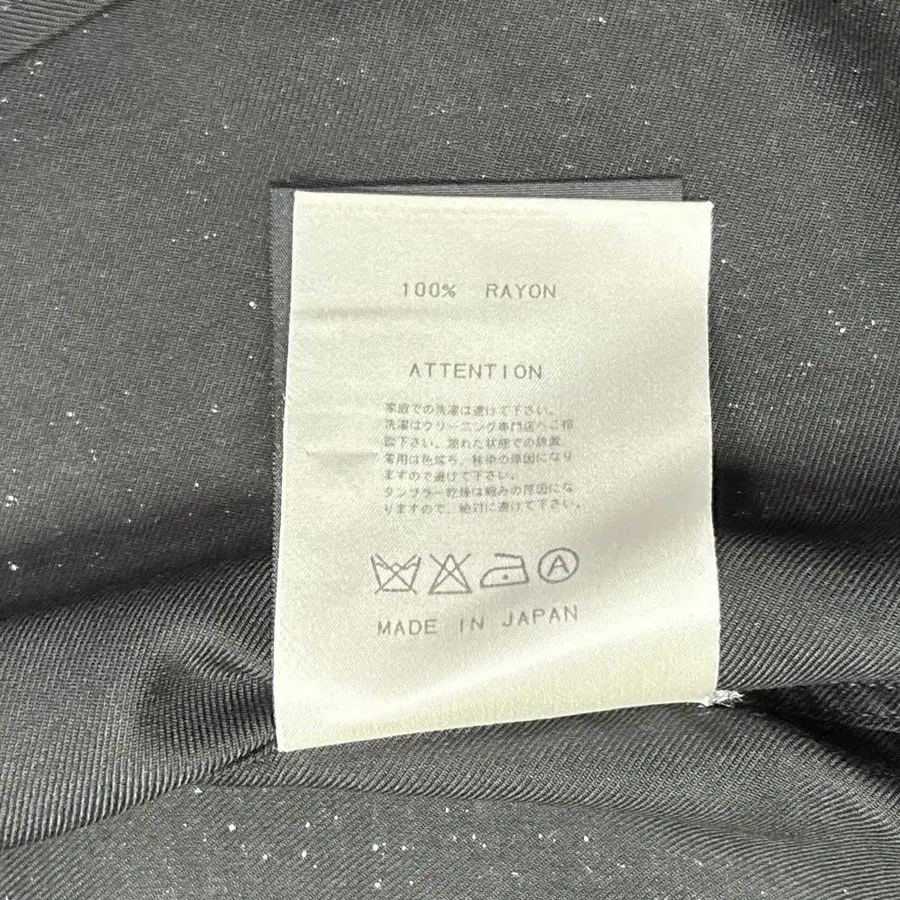 100% RAYON
ATTENTION
家庭での洗濯は避けて下さい。
洗濯はクリーニング専門店へご相
談下さい。濡れた状態での放置、
着用は色落ち、移染の原因になり
ますので避けて下さい。
タンブラー乾燥は縮みの原因にな
りますので、絶対に避けて下さい。
A
MADE IN JAPAN